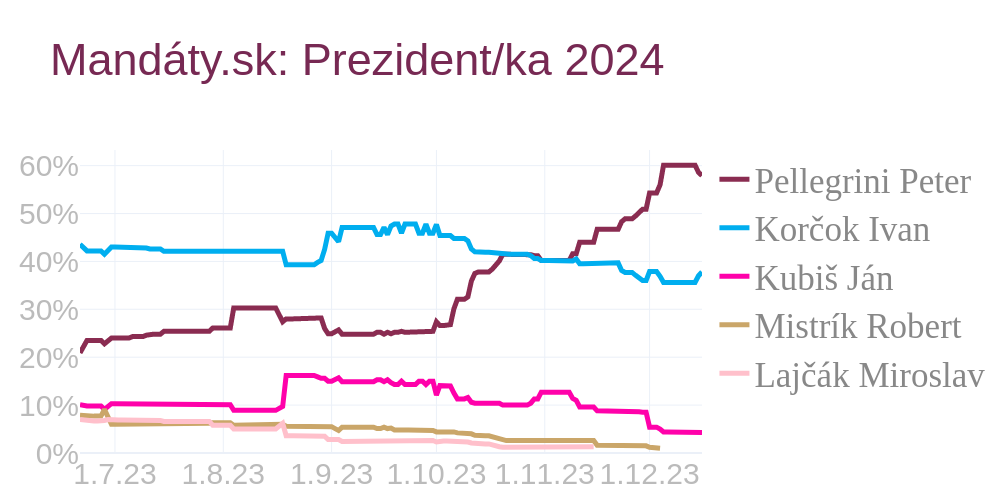 Mandáty.sk: Prezident/ka 2024
60%
50%
40%
30%
20%
10%
0%
1.7.23 1.8.23 1.9.23 1.10.23 1.11.23 1.12.23
Pellegrini Peter
Korčok Ivan
Kubiš Ján
Mistrík Robert
Lajčák Miroslav